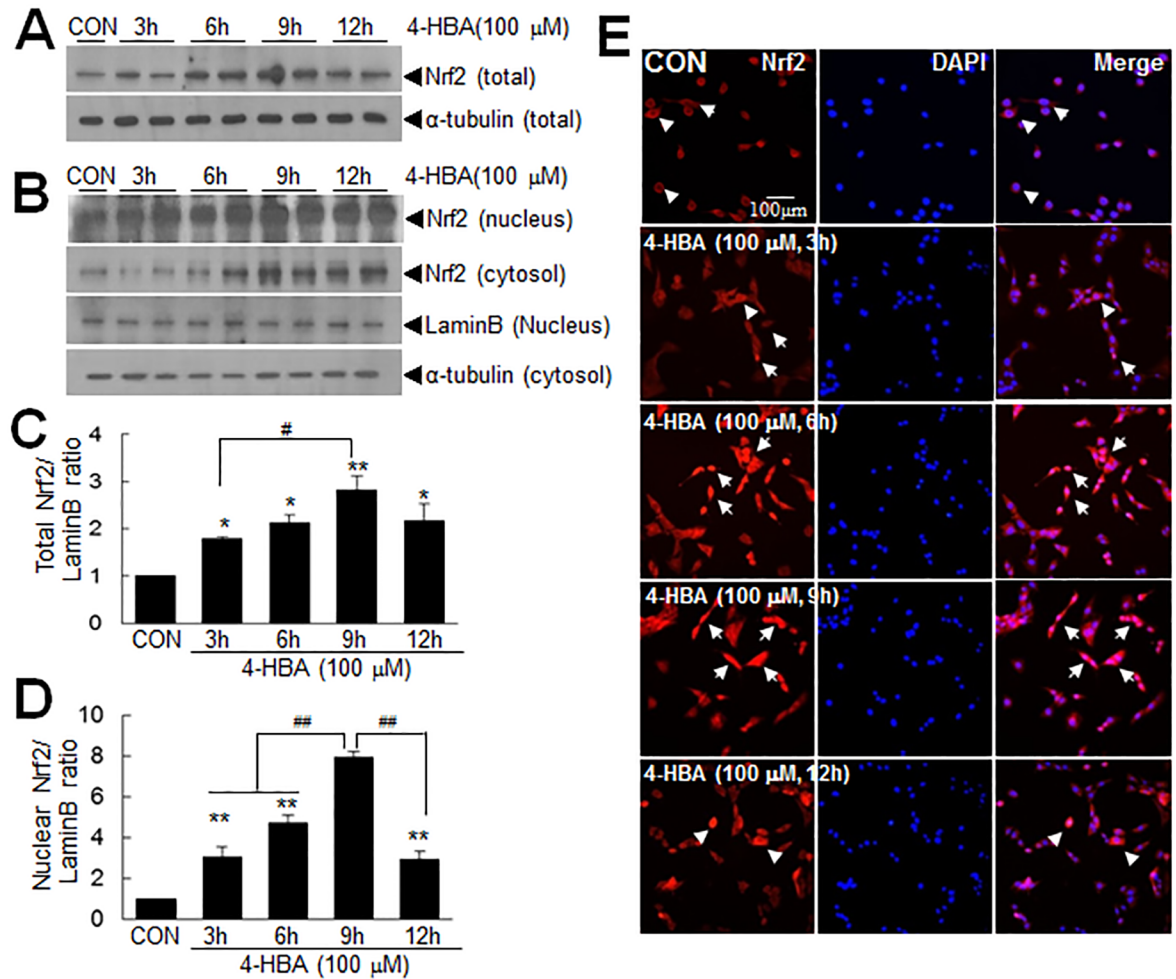 A
CON 3h 6h 9h 12h 4-HBA(100 µM)
Nrf2 (total)
α-tubulin (total)
B
CON 3h 6h 9h 12h 4-HBA(100 µM)
Nrf2 (nucleus)
Nrf2 (cytosol)
LaminB (Nucleus)
α-tubulin (cytosol)
C
Total Nrf2/
LaminB ratio
4
3
2
1
0
#
* * ** *
CON 3h 6h 9h 12h
4-HBA (100 µM)
D
Nuclear Nrf2/
LaminB ratio
10
8
6
4
2
0
## ##
** ** **
CON 3h 6h 9h 12h
4-HBA (100 µM)
E
CON Nrf2 DAPI Merge
100µm
4-HBA (100 µM, 3h)
4-HBA (100 µM, 6h)
4-HBA (100 µM, 9h)
4-HBA (100 µM, 12h)